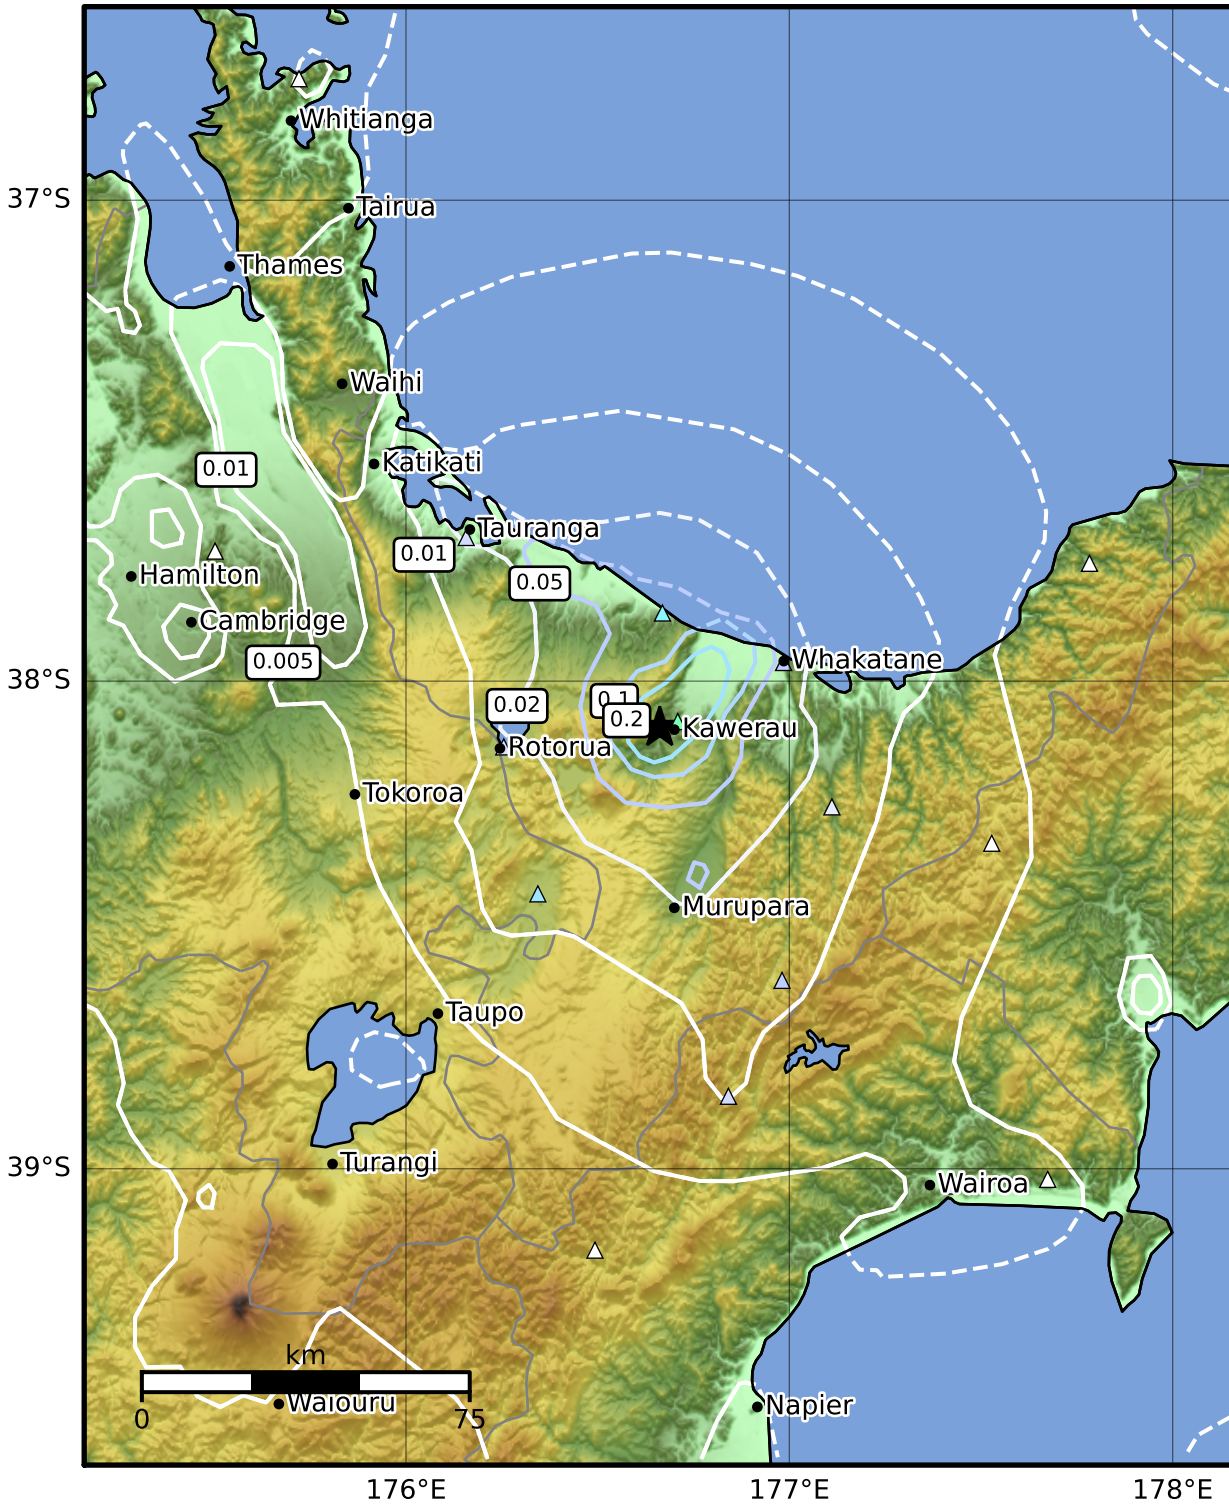 Whitianga
37°S
Tairua
Thames
Waihi
Katikati
0.01
Tauranga
0.01
0.05
Hamilton
Cambridge
0.005
Whakatane
38°S
0.1
0.02
0.2
Kawerau
Rotorua
Tokoroa
Murupara
Taupo
Turangi
39°S
Wairoa
km
Waiouru
Napier
0
75
176°E
177°E
178°E